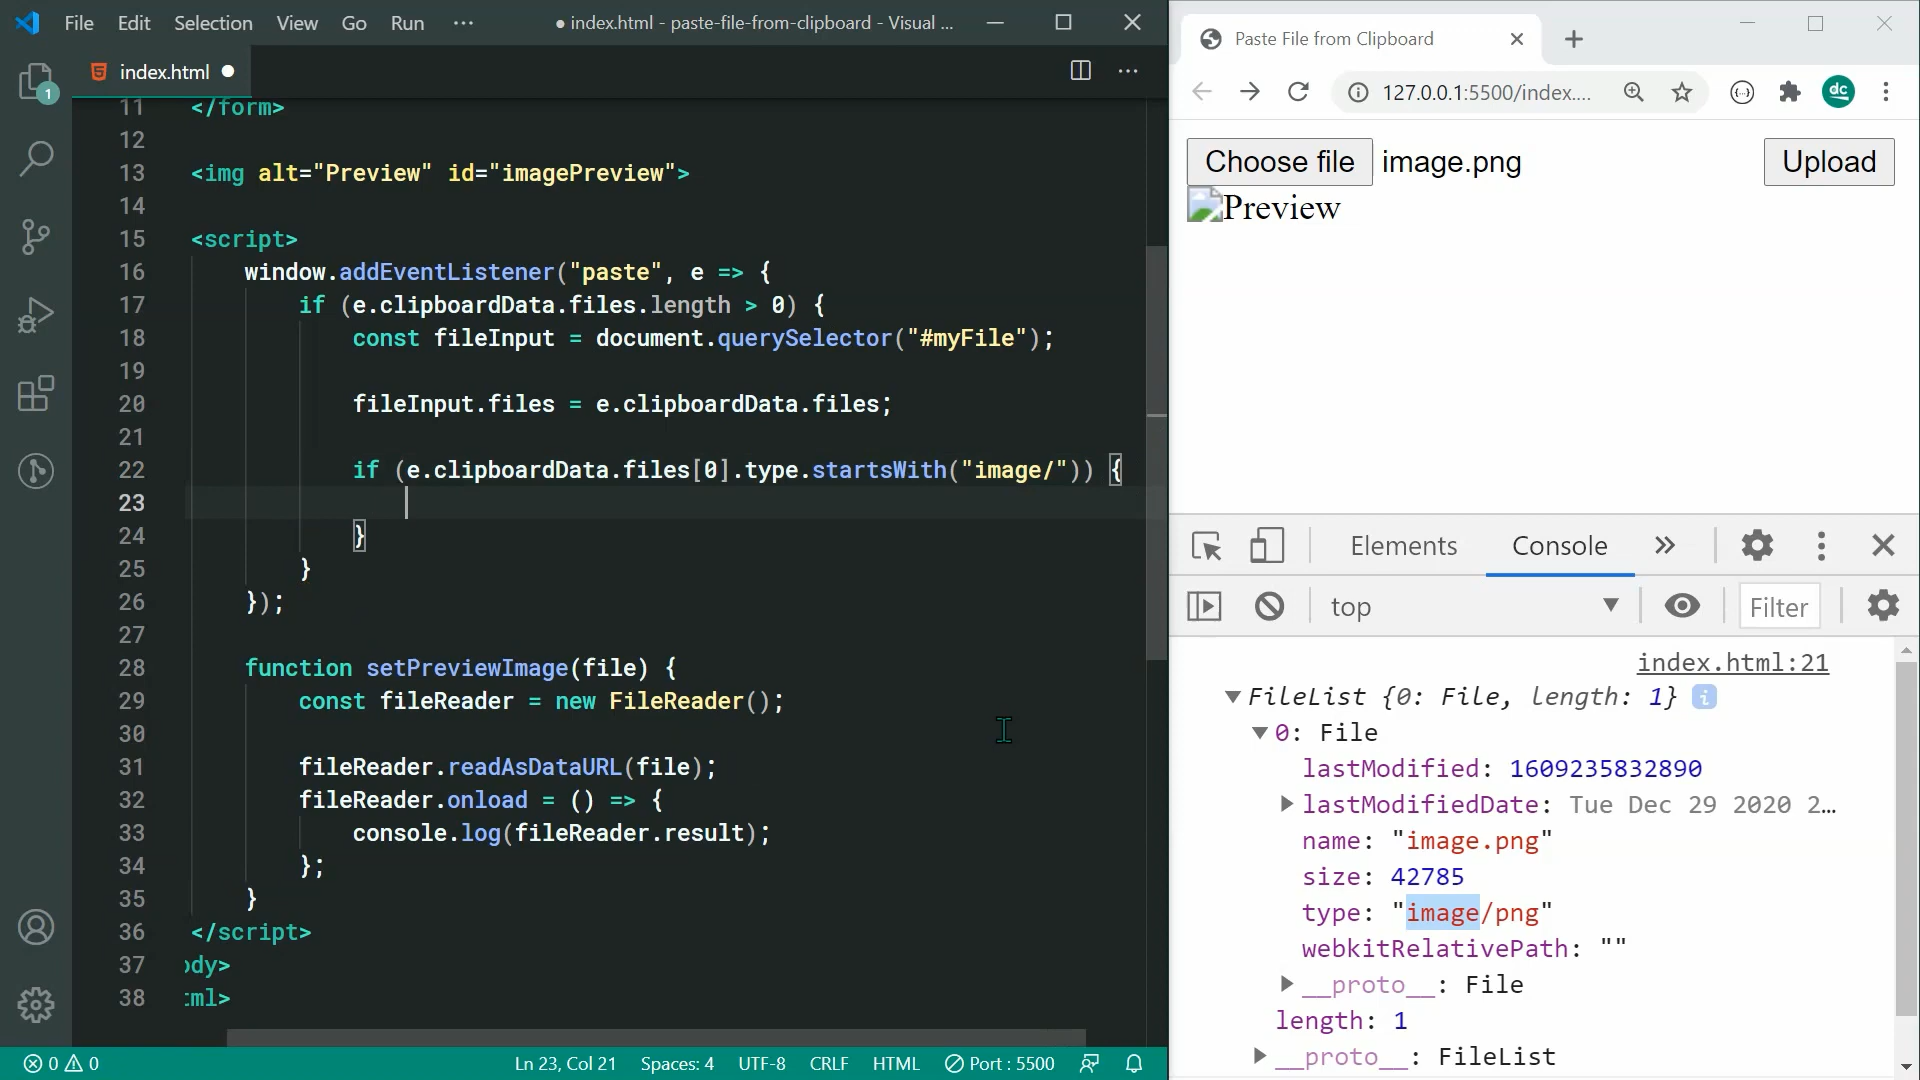 File Edit Selection View Go Run ··· ● index.html - paste-file-from-clipboard - Visual ...
index.html ●
11 </form>
12
13 <img alt="Preview" id="imagePreview">
14
15 <script>
16 window.addEventListener("paste", e => {
17 if (e.clipboardData.files.length > 0) {
18 const fileInput = document.querySelector("#myFile");
19
20 fileInput.files = e.clipboardData.files;
21
22 if (e.clipboardData.files[0].type.startsWith("image/")) {
23
24 }
25 }
26 });
27
28 function setPreviewImage(file) {
29 const fileReader = new FileReader();
30
31 fileReader.readAsDataURL(file);
32 fileReader.onload = () => {
33 console.log(fileReader.result);
34 };
35 }
36 </script>
37 ody>
38 tml>
1
0 0 Ln 23, Col 21 Spaces: 4 UTF-8 CRLF HTML Port : 5500
Paste File from Clipboard
127.0.0.1:5500/index.... dc
Choose file image.png Upload
Preview
Elements Console
top Filter
index.html:21
FileList {0: File, length: 1} i
0: File
lastModified: 1609235832890
lastModifiedDate: Tue Dec 29 2020 2…
name: "image.png"
size: 42785
type: "image/png"
webkitRelativePath: ""
__proto__: File
length: 1
__proto__: FileList